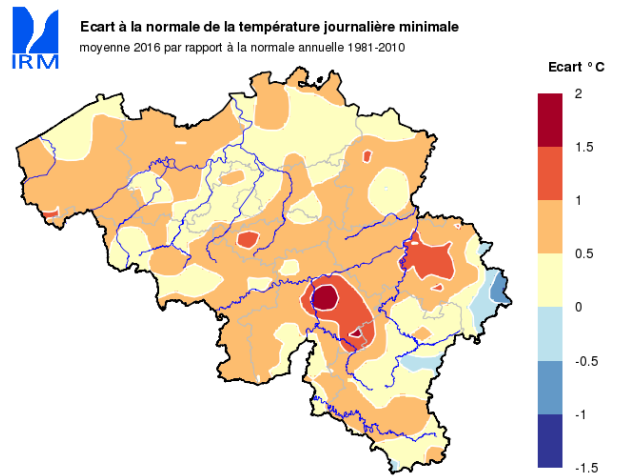 Ecart à la normale de la température journalière minimale
moyenne 2016 par rapport à la normale annuelle 1981-2010
IRM
Ecart °C
2
1.5
1
0.5
0
-0.5
-1
-1.5